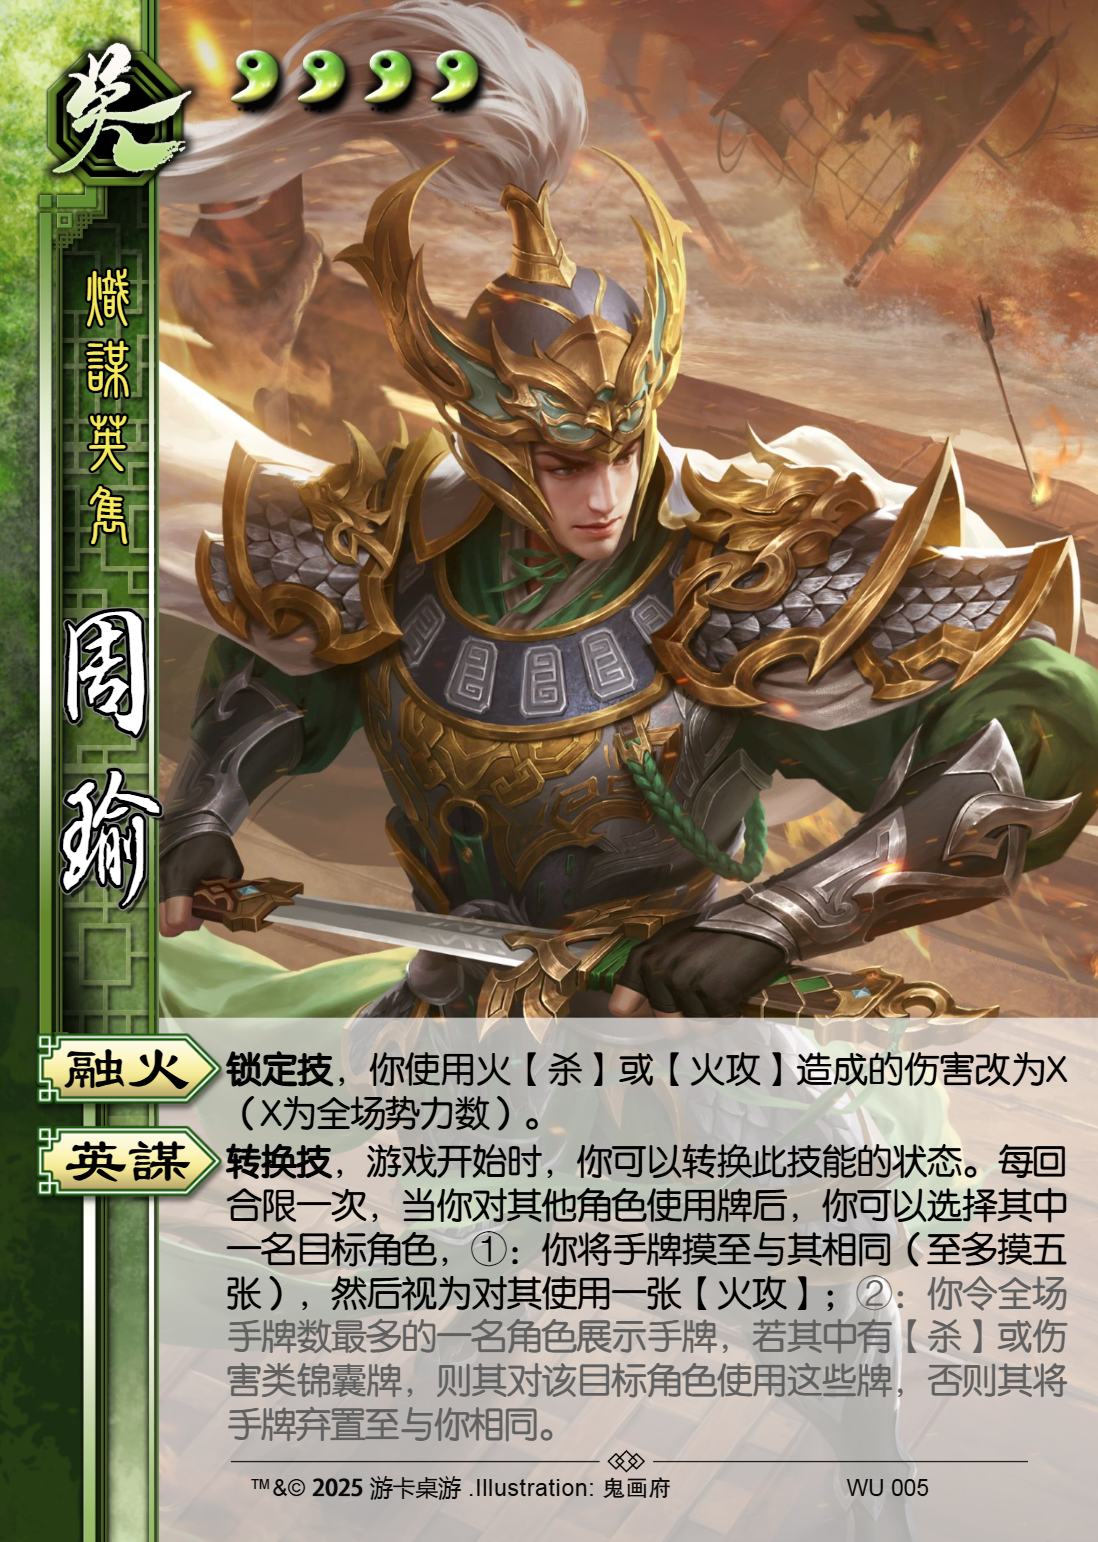 吴
熾謀英雋
周瑜
融火
锁定技，你使用火【杀】或【火攻】造成的伤害改为X
（X为全场势力数）。
英謀
转换技，游戏开始时，你可以转换此技能的状态。每回
合限一次，当你对其他角色使用牌后，你可以选择其中
一名目标角色，①：你将手牌摸至与其相同（至多摸五
张），然后视为对其使用一张【火攻】；②：你令全场
手牌数最多的一名角色展示手牌，若其中有【杀】或伤
害类锦囊牌，则其对该目标角色使用这些牌，否则其将
手牌弃置至与你相同。
™&© 2025 游卡桌游 .Illustration: 鬼画府
WU 005